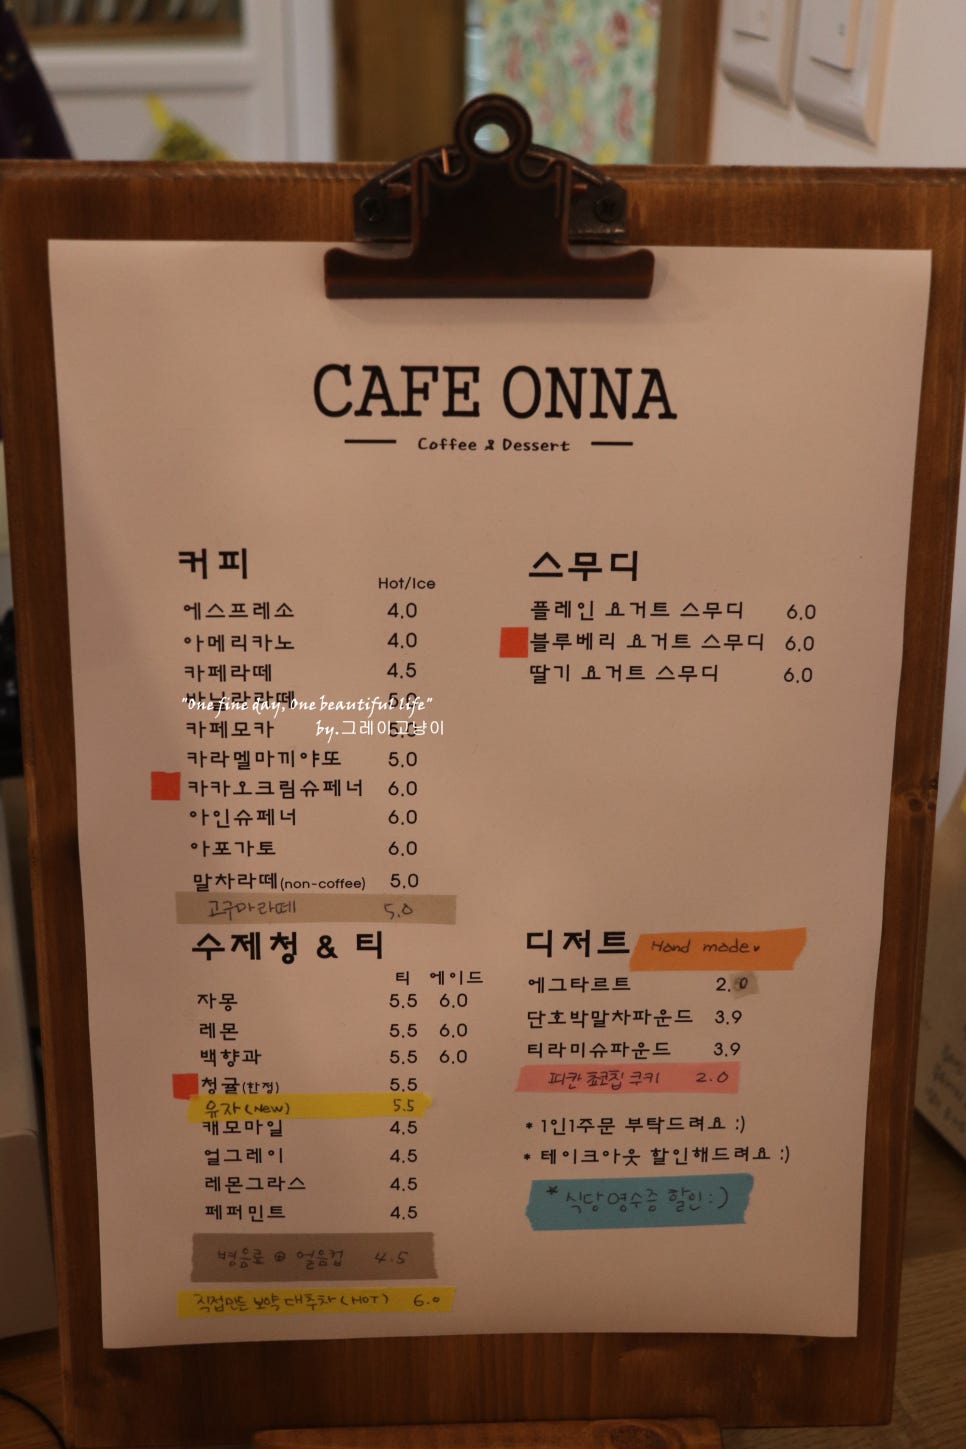 CAFE ONNA
Coffee & Dessert
커피
Hot/Ice
에스프레소 4.0
아메리카노 4.0
카페라떼 4.5
바닐라라떼 5.0
"One fine day, One beautiful life"
카페모카 5.0
by.그레이고냥이
카라멜마끼야또 5.0
카카오크림슈페너 6.0
아인슈페너 6.0
아포가토 6.0
말차라떼(non-coffee) 5.0
고구마라떼 5.0
스무디
플레인 요거트 스무디 6.0
블루베리 요거트 스무디 6.0
딸기 요거트 스무디 6.0
수제청 & 티
티 에이드
자몽 5.5 6.0
레몬 5.5 6.0
백향과 5.5 6.0
청귤(한정) 5.5
유자(New) 5.5
캐모마일 4.5
얼그레이 4.5
레몬그라스 4.5
페퍼민트 4.5
병음료 ⊕ 얼음컵 4.5
직접만든 보약 대추차(HOT) 6.0
디저트 Hand made♥
에그타르트 2.0
단호박말차파운드 3.9
티라미슈파운드 3.9
피칸 초코칩 쿠키 2.0
* 1인1주문 부탁드려요 :)
* 테이크아웃 할인해드려요 :)
* 식당영수증 할인:)